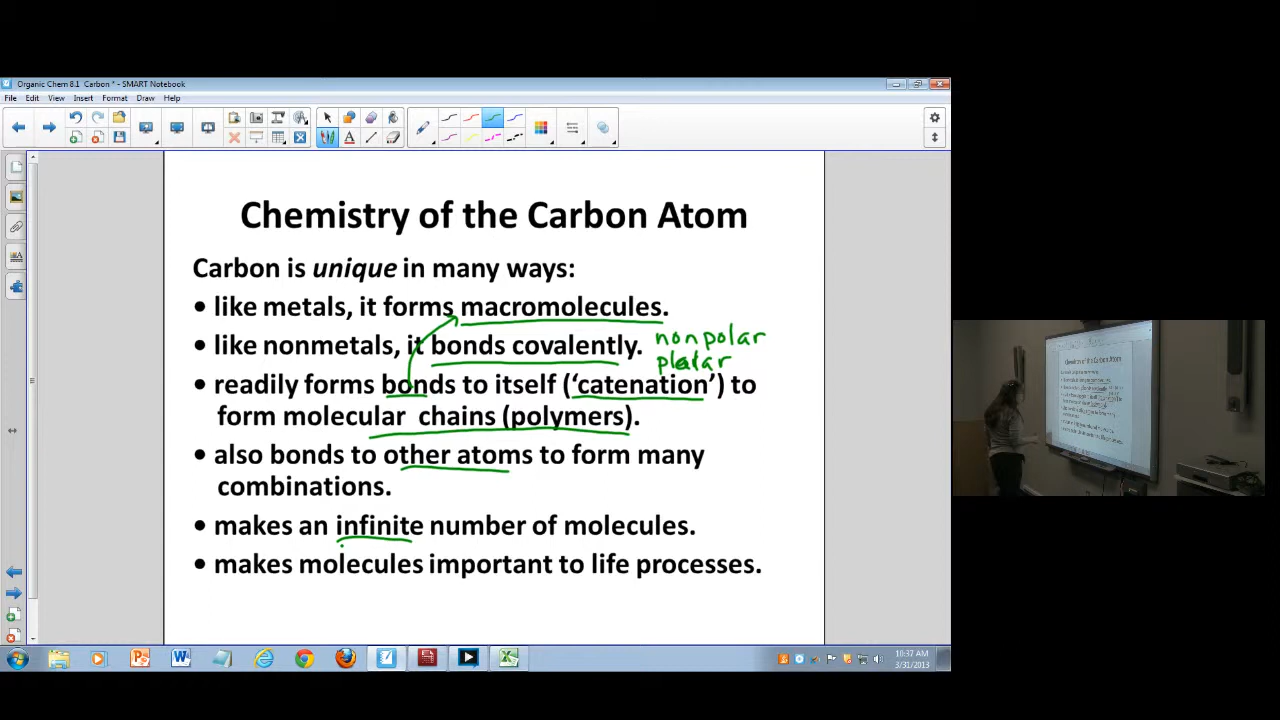 Organic Chem 8.1 Carbon * - SMART Notebook
File Edit View Insert Format Draw Help
Chemistry of the Carbon Atom
Carbon is unique in many ways:
• like metals, it forms macromolecules.
• like nonmetals, it bonds covalently.
nonpolar
• readily forms bonds to itself (‘catenation’) to
form molecular chains (polymers).
• also bonds to other atoms to form many
combinations.
• makes an infinite number of molecules.
• makes molecules important to life processes.
10:37 AM
3/31/2013